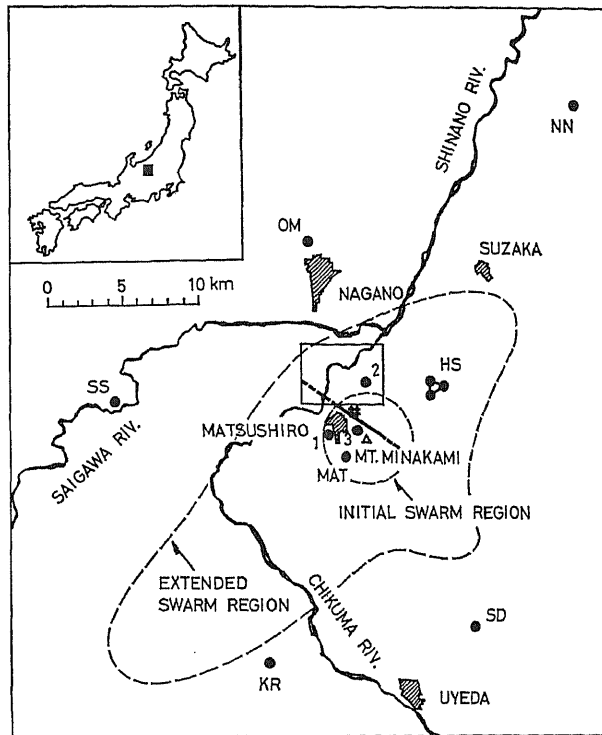 SHINANO RIV.
NN
OM
SUZAKA
0 5 10 km
NAGANO
HS
2
SS
MATSUSHIRO
1
3
SAIGAWA RIV.
MT. MINAKAMI
MAT
INITIAL SWARM REGION
EXTENDED
SWARM REGION
CHIKUMA RIV.
SD
KR
UYEDA